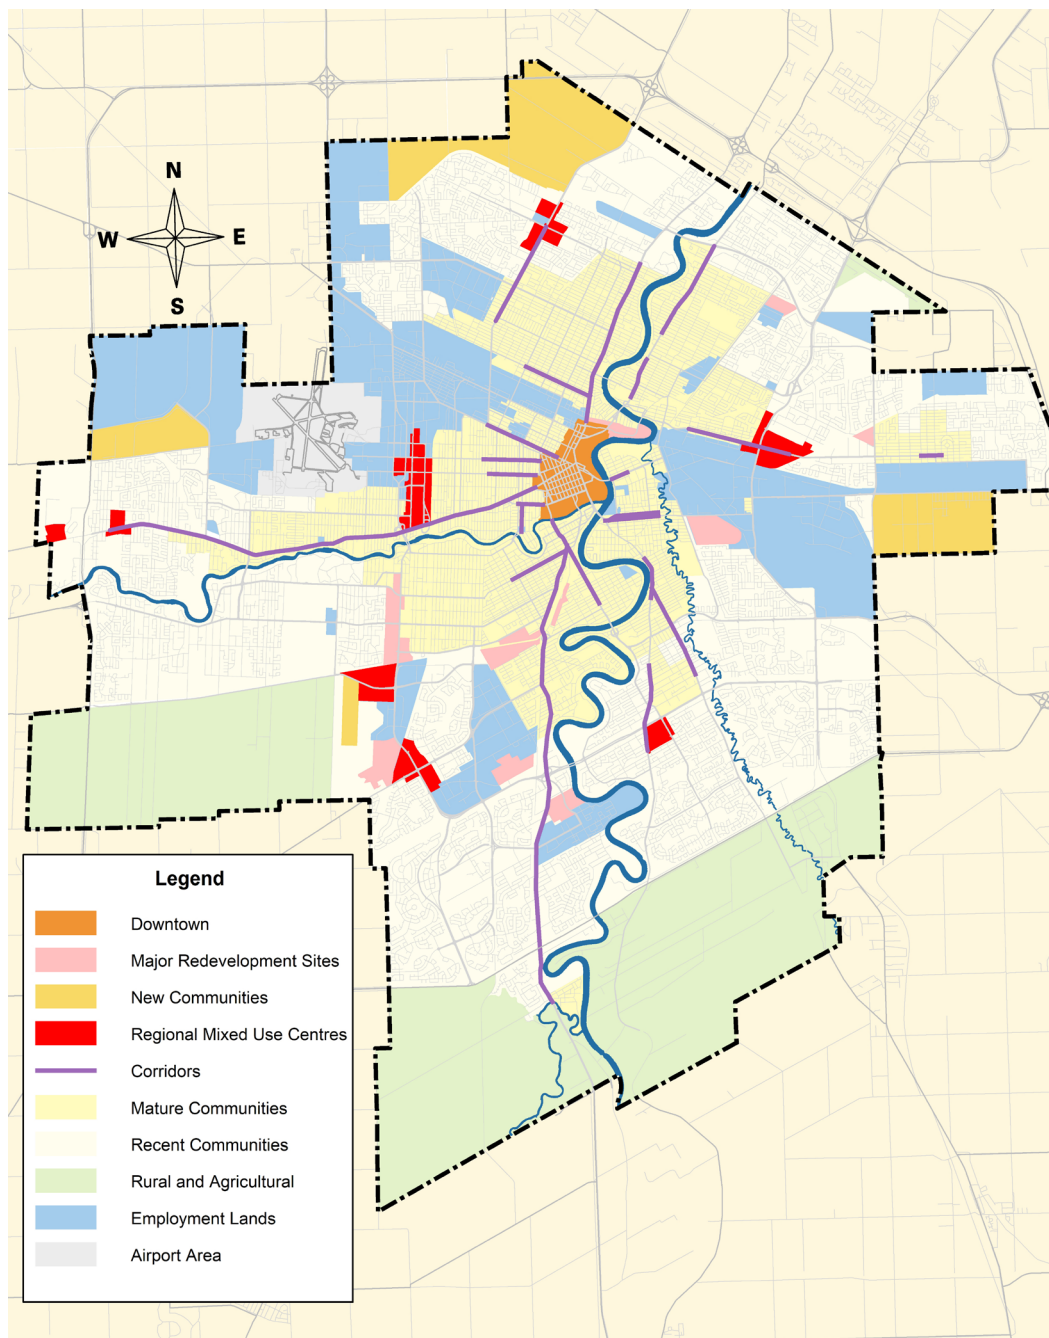 N
W
E
S
Legend
Downtown
Major Redevelopment Sites
New Communities
Regional Mixed Use Centres
Corridors
Mature Communities
Recent Communities
Rural and Agricultural
Employment Lands
Airport Area